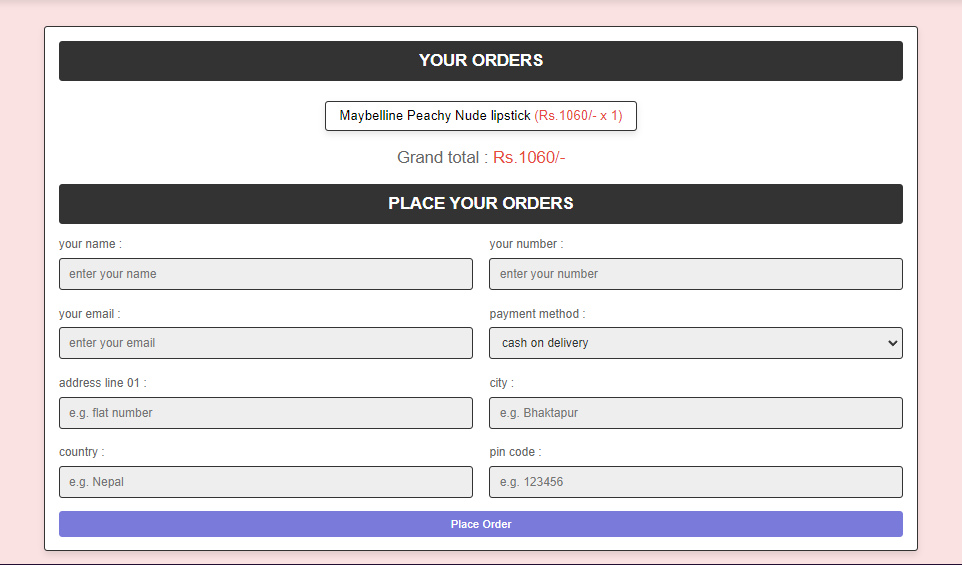 YOUR ORDERS
Maybelline Peachy Nude lipstick (Rs.1060/- x 1)
Grand total : Rs.1060/-
PLACE YOUR ORDERS
your name :
your number :
enter your name
enter your number
your email :
payment method :
enter your email
cash on delivery
address line 01 :
city :
e.g. flat number
e.g. Bhaktapur
country :
pin code :
e.g. Nepal
e.g. 123456
Place Order